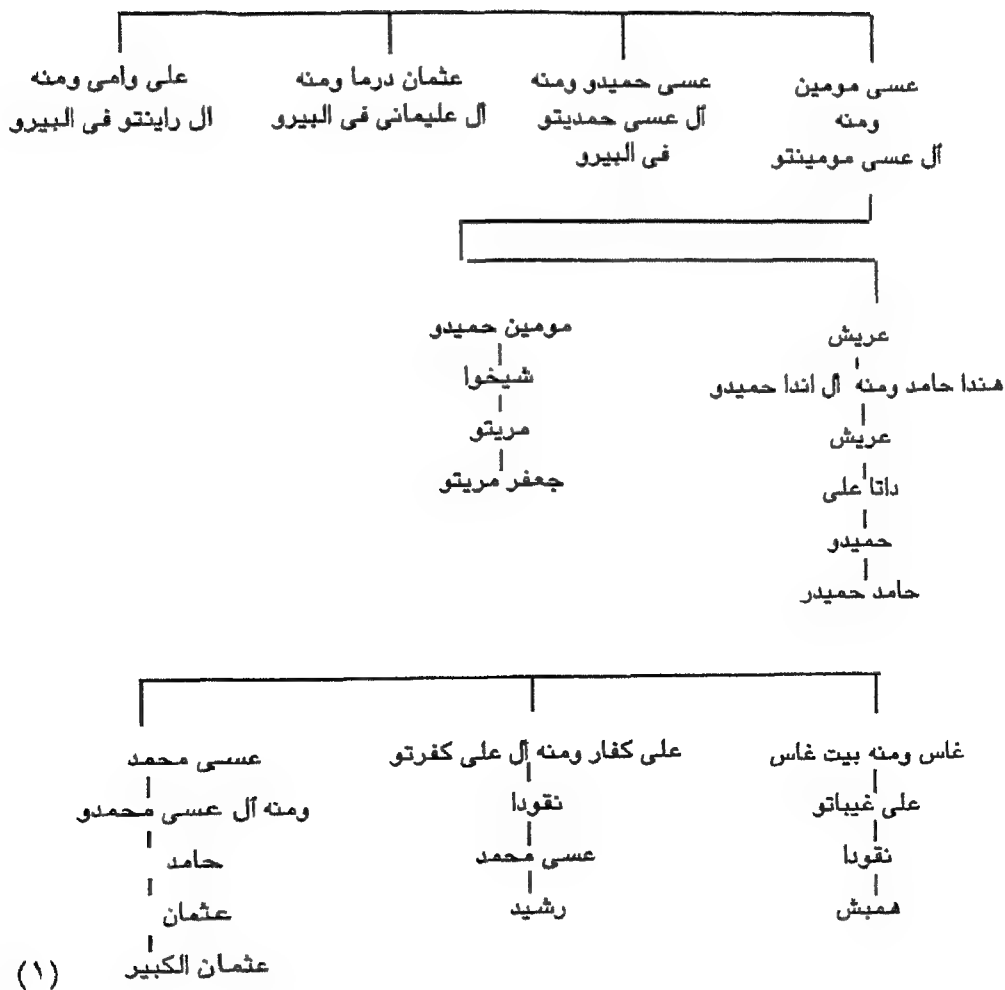 عسى مومين
ومنه
آل عسى مومينتو
عسى حميدو ومنه
آل عسى حمديتو
فى البيرو
عثمان درما ومنه
آل عليمانى فى البيرو
على وامى ومنه
ال راينتو فى البيرو
عريش
هندا حامد ومنه آل اندا حميدو
عريش
داتا على
حميدو
حامد حميدر
مومين حميدو
شيخوا
مريتو
جعفر مريتو
غاس ومنه بيت غاس
على غيباتو
نقودا
همبش
على كفار ومنه آل على كفرتو
نقودا
عسى محمد
رشيد
عسى محمد
ومنه آل عسى محمدو
حامد
عثمان
عثمان الكبير
(١)